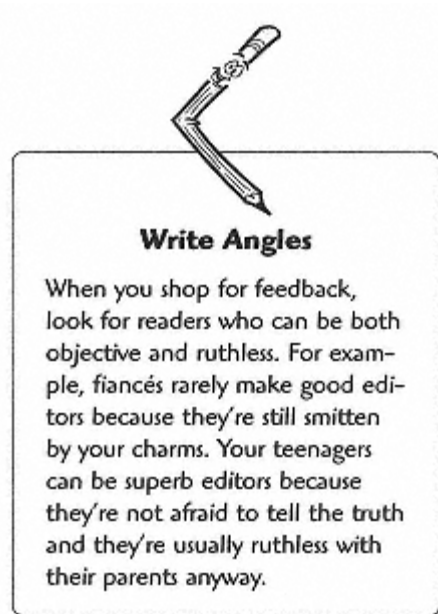 Write Angles
When you shop for feedback,
look for readers who can be both
objective and ruthless. For exam-
ple, fiancés rarely make good edi-
tors because they're still smitten
by your charms. Your teenagers
can be superb editors because
they're not afraid to tell the truth
and they're usually ruthless with
their parents anyway.